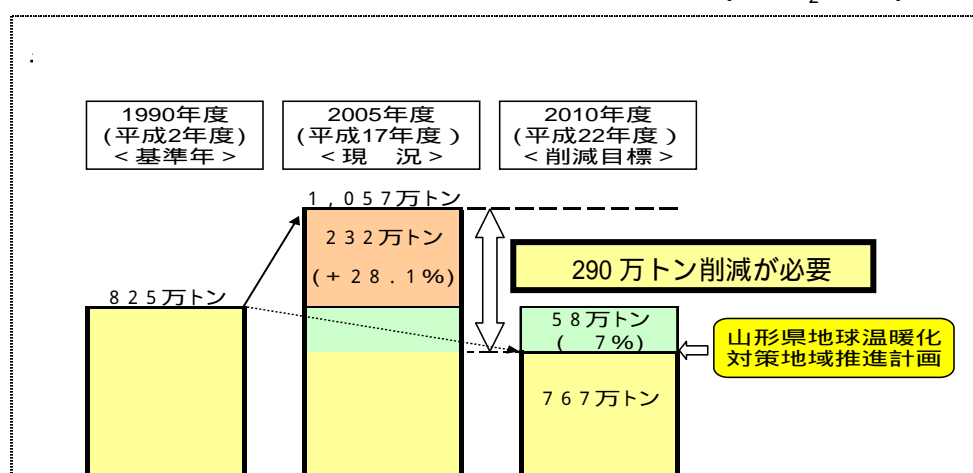 1990年度
(平成2年度)
＜基準年＞
2005年度
(平成17年度)
＜現　況＞
2010年度
(平成22年度)
＜削減目標＞
1,057万トン
232万トン
(+28.1%)
290万トン削減が必要
825万トン
58万トン
(　7%)
山形県地球温暖化
対策地域推進計画
767万トン